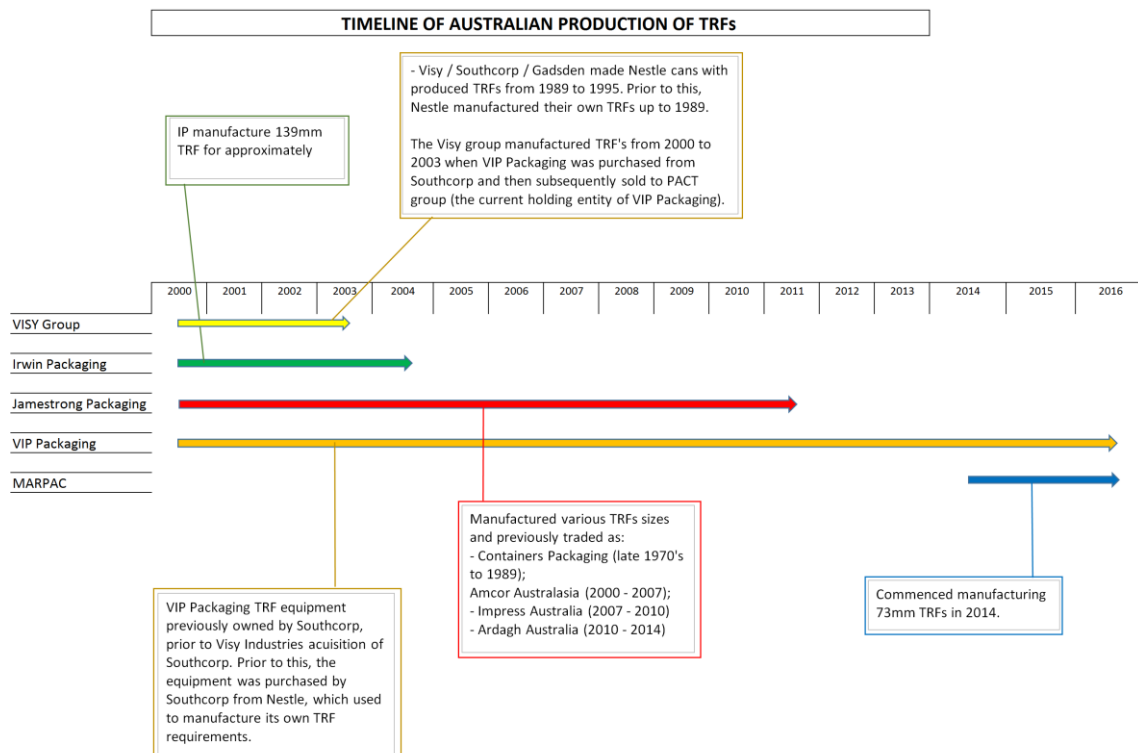 TIMELINE OF AUSTRALIAN PRODUCTION OF TRFs
- Visy / Southcorp / Gadsden made Nestle cans with
produced TRFs from 1989 to 1995. Prior to this,
Nestle manufactured their own TRFs up to 1989.
The Visy group manufactured TRF's from 2000 to
2003 when VIP Packaging was purchased from
Southcorp and then subsequently sold to PACT
group (the current holding entity of VIP Packaging).
IP manufacture 139mm
TRF for approximately
2000 2001 2002 2003 2004 2005 2006 2007 2008 2009 2010 2011 2012 2013 2014 2015 2016
VISY Group
Irwin Packaging
Jamestrong Packaging
VIP Packaging
MARPAC
Manufactured various TRFs sizes
and previously traded as:
- Containers Packaging (late 1970's
to 1989);
Amcor Australasia (2000 - 2007);
- Impress Australia (2007 - 2010)
- Ardagh Australia (2010 - 2014)
Commenced manufacturing
73mm TRFs in 2014.
VIP Packaging TRF equipment
previously owned by Southcorp,
prior to Visy Industries acuisition of
Southcorp. Prior to this, the
equipment was purchased by
Southcorp from Nestle, which used
to manufacture its own TRF
requirements.